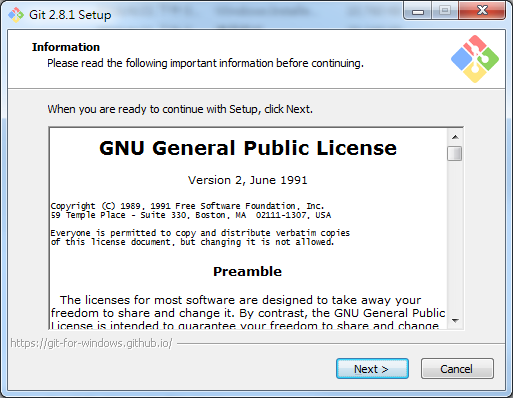 Git 2.8.1 Setup
Information
Please read the following important information before continuing.
When you are ready to continue with Setup, click Next.
GNU General Public License
Version 2, June 1991
Copyright (C) 1989, 1991 Free Software Foundation, Inc.
59 Temple Place - Suite 330, Boston, MA  02111-1307, USA
Everyone is permitted to copy and distribute verbatim copies
of this license document, but changing it is not allowed.
Preamble
The licenses for most software are designed to take away your
freedom to share and change it. By contrast, the GNU General Public
License is intended to guarantee your freedom to share and change
https://git-for-windows.github.io/
Next >
Cancel